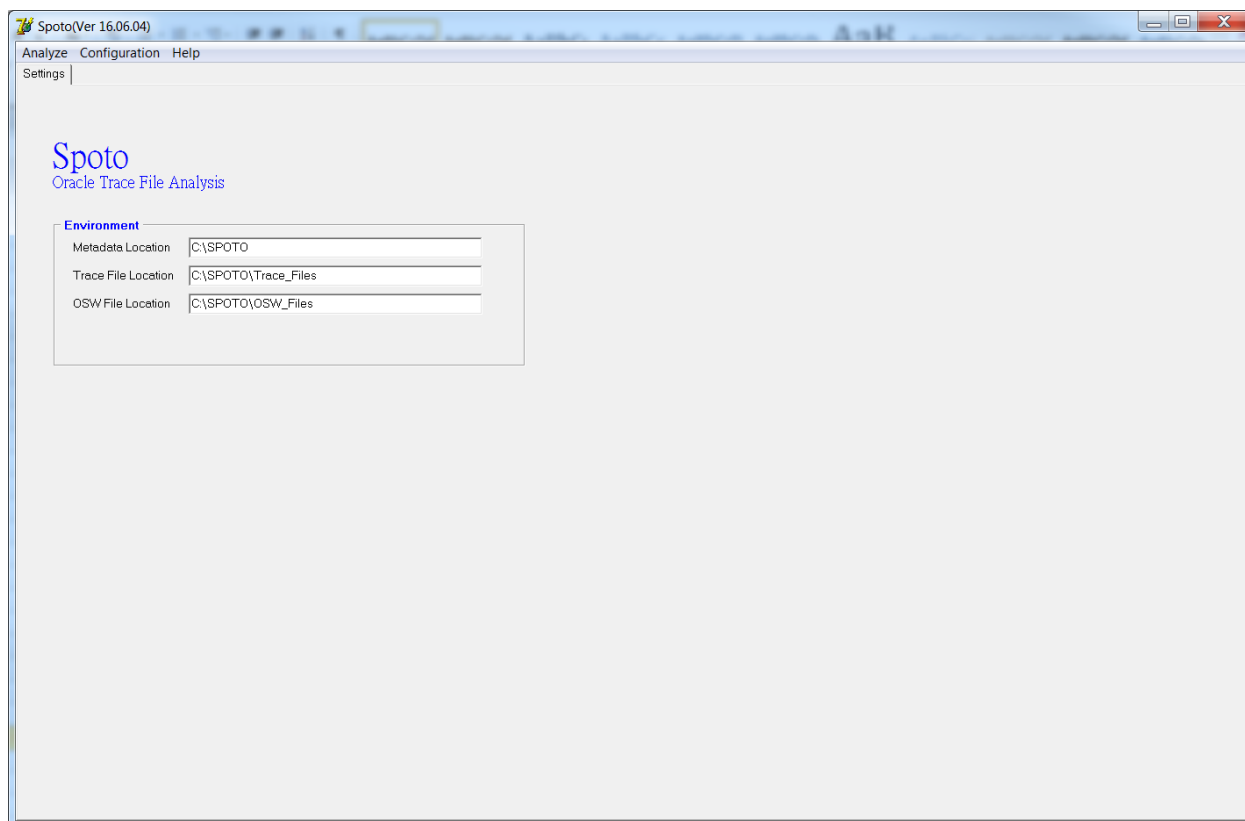 Spoto(Ver 16.06.04)
Analyze Configuration Help
Settings
Spoto
Oracle Trace File Analysis
Environment
Metadata Location C:\SPOTO
Trace File Location C:\SPOTO\Trace_Files
OSW File Location C:\SPOTO\OSW_Files